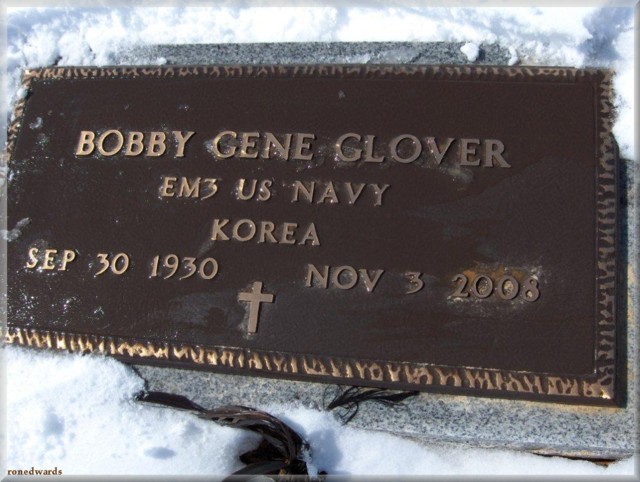 BOBBY GENE GLOVER
EM3 US NAVY
KOREA
SEP 30 1930 NOV 3 2008
ronedwards